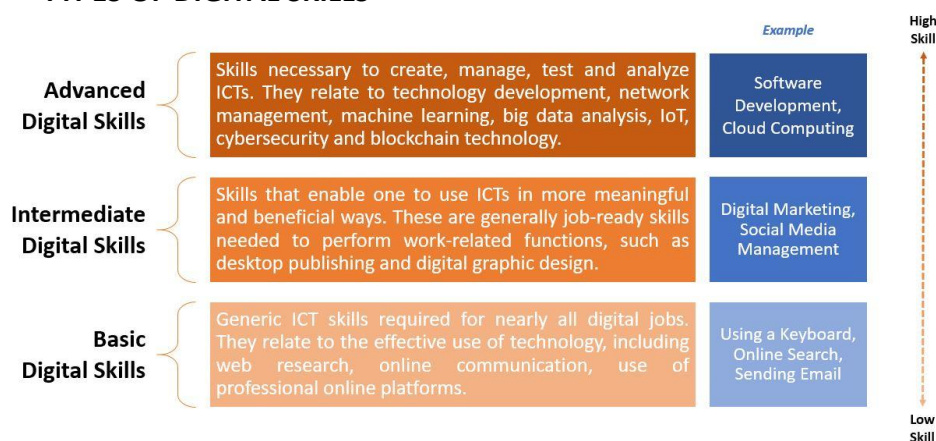 TYPES OF DIGITAL SKILLS
Example
High
Skill
Advanced
Digital Skills
Skills necessary to create, manage, test and analyze
ICTs. They relate to technology development, network
management, machine learning, big data analysis, IoT,
cybersecurity and blockchain technology.
Software
Development,
Cloud Computing
Intermediate
Digital Skills
Skills that enable one to use ICTs in more meaningful
and beneficial ways. These are generally job-ready skills
needed to perform work-related functions, such as
desktop publishing and digital graphic design.
Digital Marketing,
Social Media
Management
Basic
Digital Skills
Generic ICT skills required for nearly all digital jobs.
They relate to the effective use of technology, including
web research, online communication, use of
professional online platforms.
Using a Keyboard,
Online Search,
Sending Email
Low
Skill